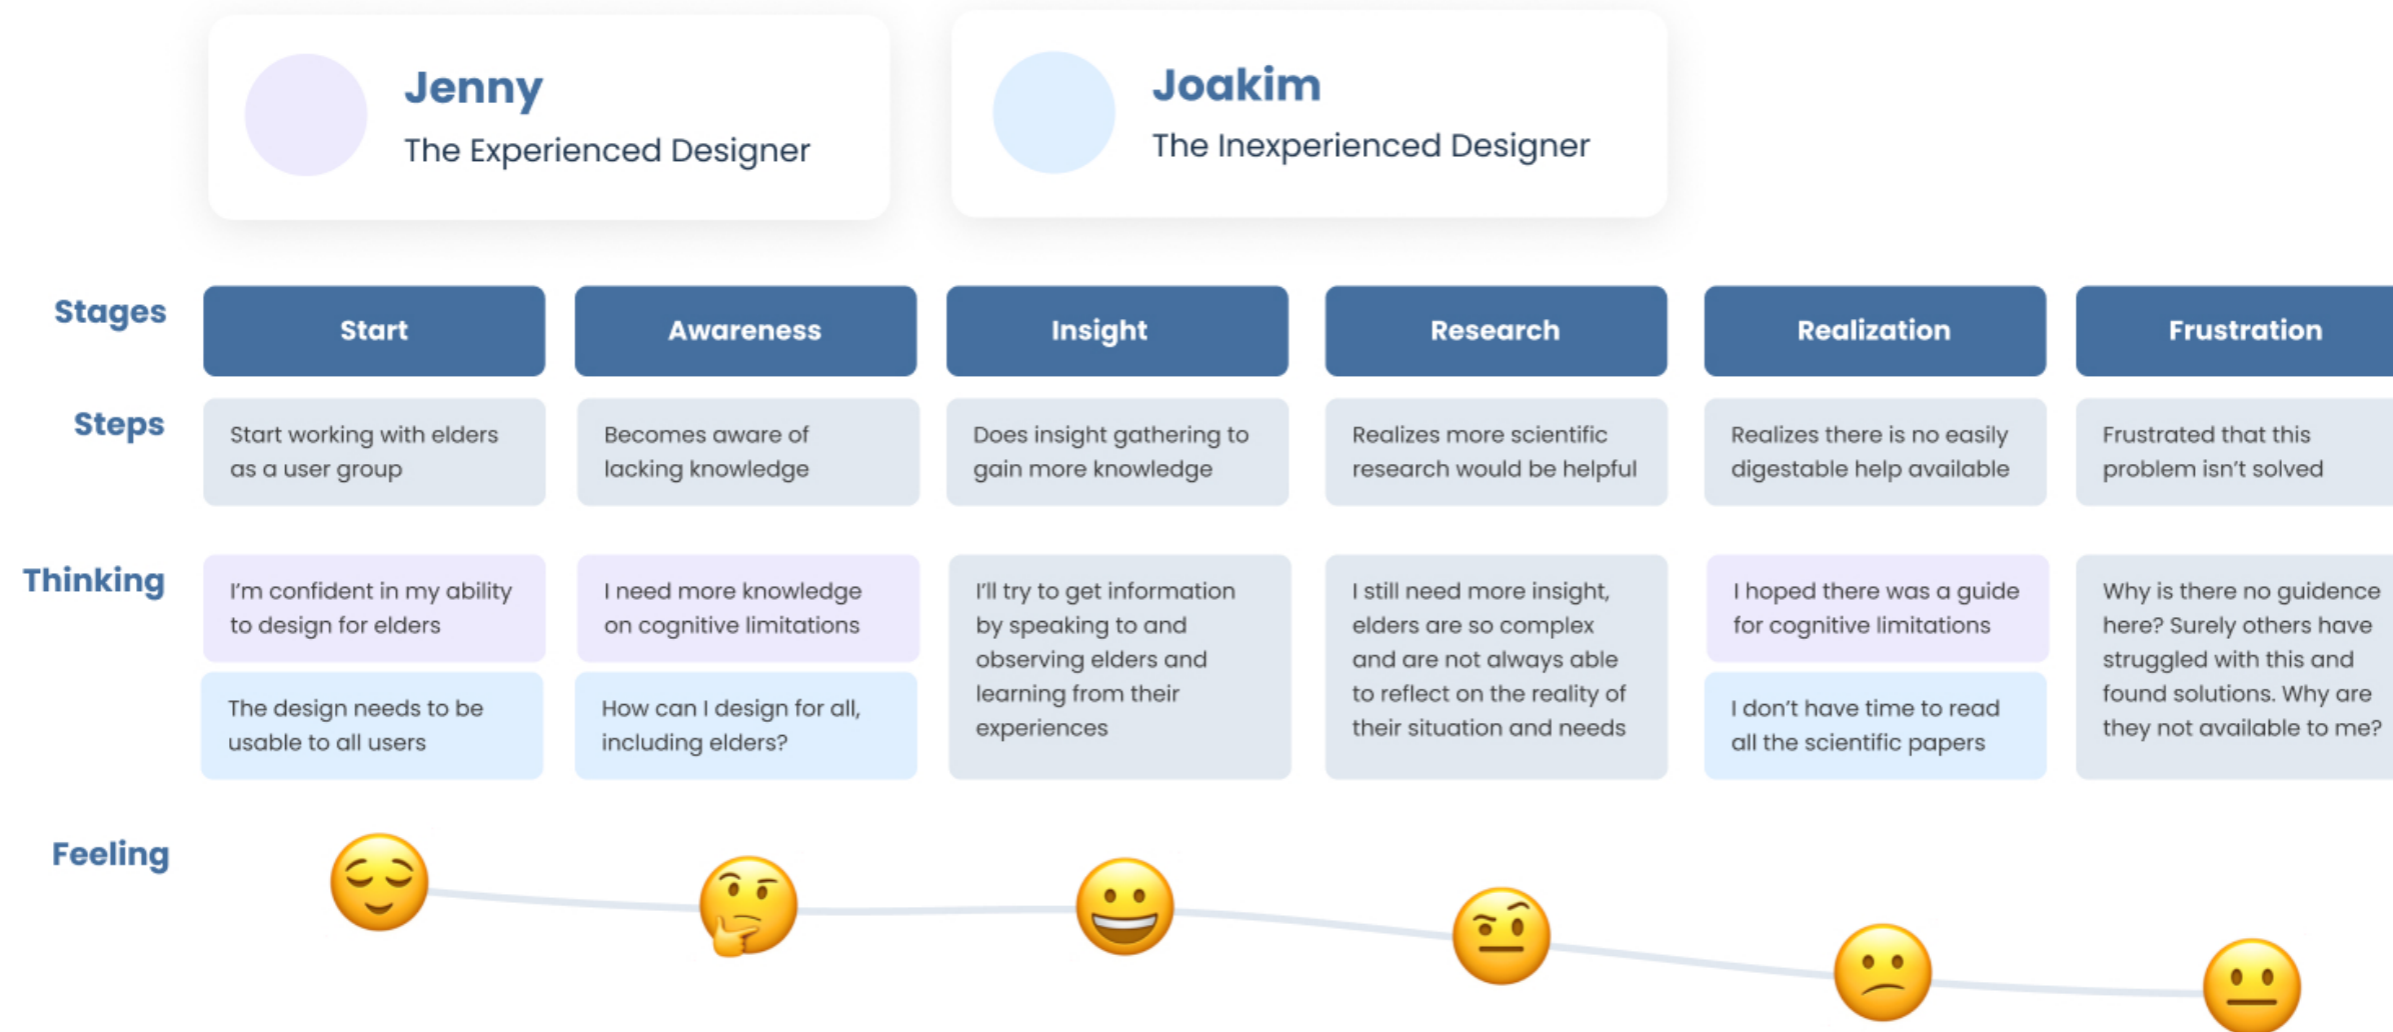 Jenny
The Experienced Designer
Joakim
The Inexperienced Designer
Stages
Start
Awareness
Insight
Research
Realization
Frustration
Steps
Start working with elders
as a user group
Becomes aware of
lacking knowledge
Does insight gathering to
gain more knowledge
Realizes more scientific
research would be helpful
Realizes there is no easily
digestable help available
Frustrated that this
problem isn't solved
Thinking
I'm confident in my ability
to design for elders
The design needs to be
usable to all users
I need more knowledge
on cognitive limitations
How can I design for all,
including elders?
I'll try to get information
by speaking to and
observing elders and
learning from their
experiences
I still need more insight,
elders are so complex
and are not always able
to reflect on the reality of
their situation and needs
I hoped there was a guide
for cognitive limitations
I don't have time to read
all the scientific papers
Why is there no guidence
here? Surely others have
struggled with this and
found solutions. Why are
they not available to me?
Feeling